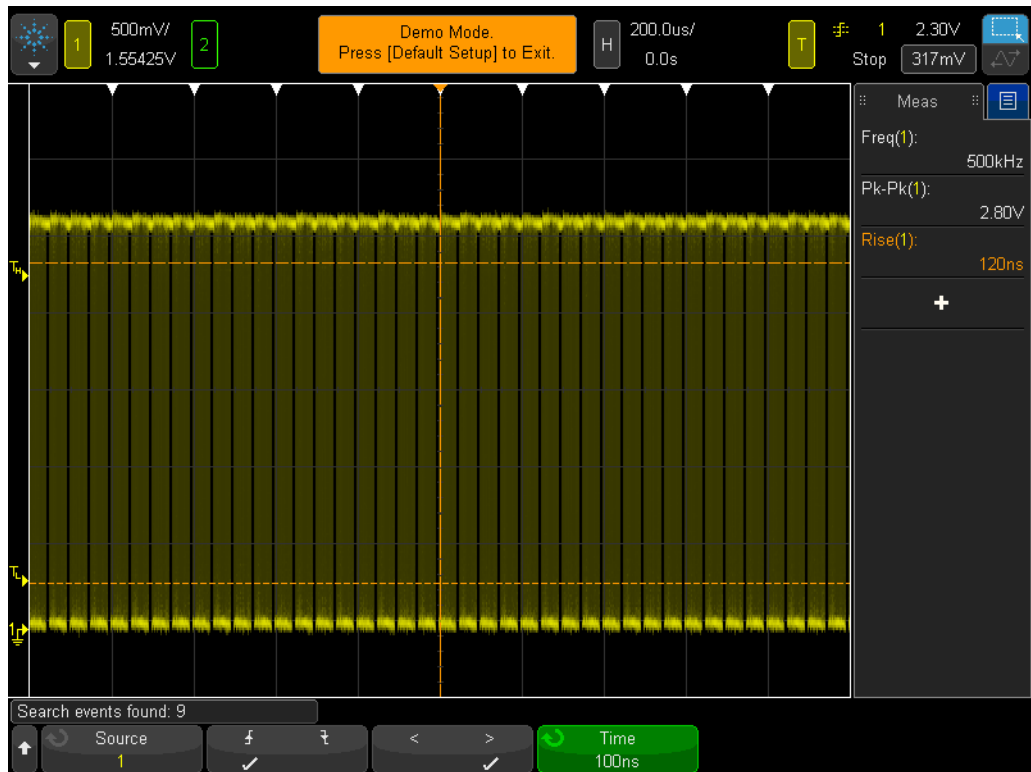 1
500mV/
1.55425V
2
Demo Mode.
Press [Default Setup] to Exit.
H
200.0us/
0.0s
T
1
2.30V
Stop
317mV
Meas
Freq(1):
500kHz
Pk-Pk(1):
2.80V
Rise(1):
120ns
+
TH
TL
1
Search events found: 9
Source
1
<
>
Time
100ns